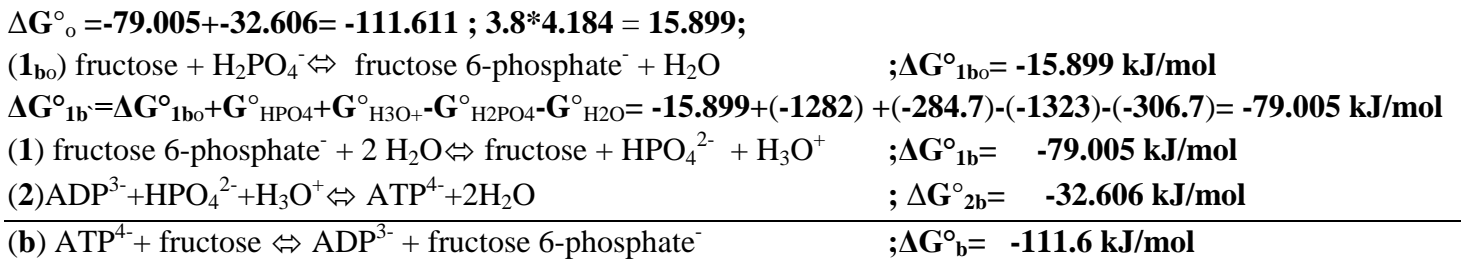 ΔG°ₒ =-79.005+-32.606= -111.611 ; 3.8*4.184 = 15.899;
(1bₒ) fructose + H₂PO₄⁻⇔ fructose 6-phosphate⁻ + H₂O ;ΔG°1bₒ= -15.899 kJ/mol
ΔG°1b`=ΔG°1bₒ+G°HPO4+G°H3O+-G°H2PO4-G°H2O= -15.899+(-1282) +(-284.7)-(-1323)-(-306.7)= -79.005 kJ/mol
(1) fructose 6-phosphate⁻ + 2 H₂O⇔ fructose + HPO₄²⁻ + H₃O⁺ ;ΔG°1b= -79.005 kJ/mol
(2)ADP³⁻+HPO₄²⁻+H₃O⁺⇔ ATP⁴⁻+2H₂O ; ΔG°2b= -32.606 kJ/mol
(b) ATP⁴⁻+ fructose ⇔ ADP³⁻ + fructose 6-phosphate⁻ ;ΔG°b= -111.6 kJ/mol